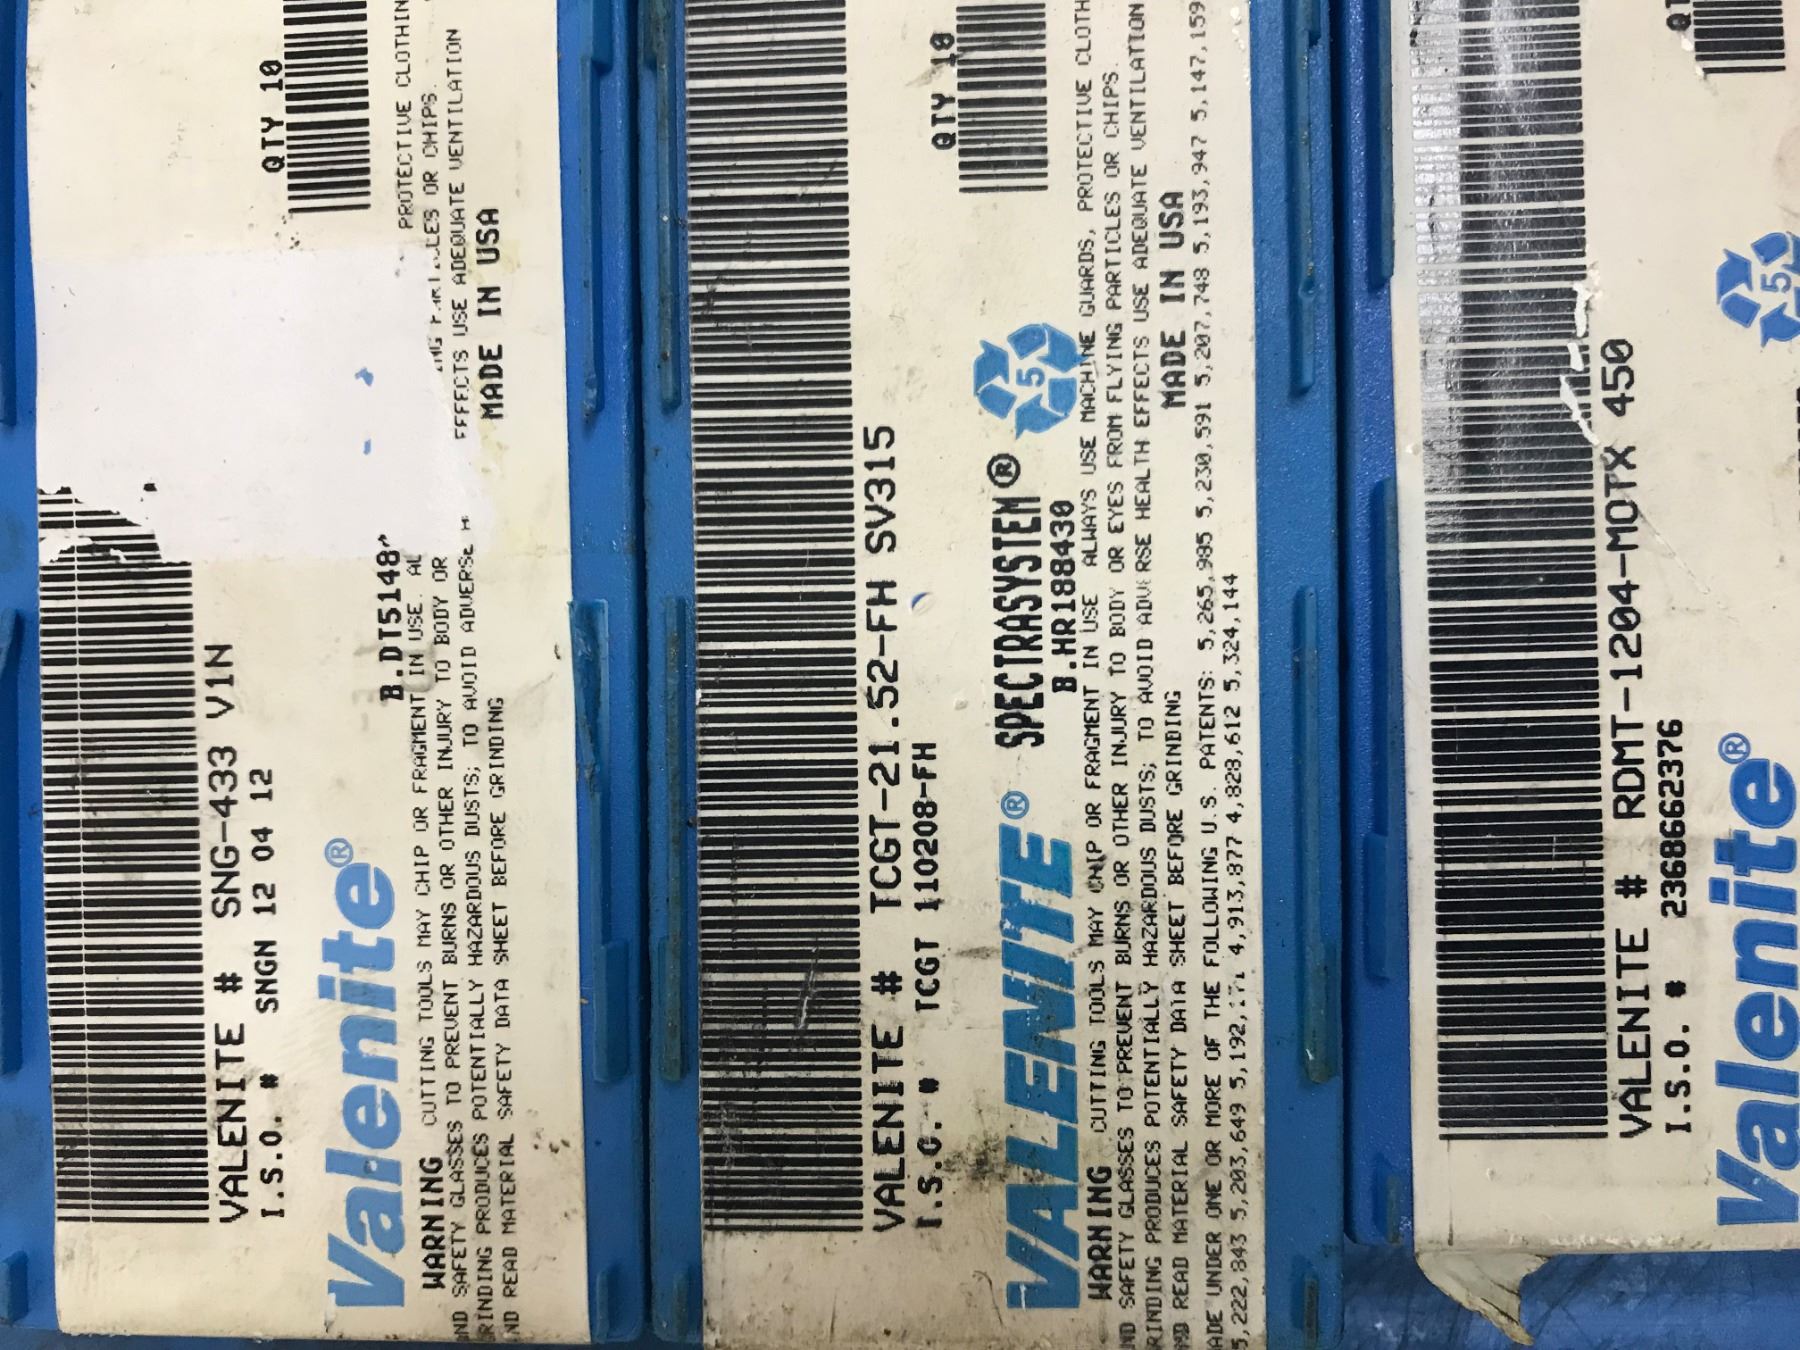 QTY 10
VALENITE # SNG-433 V1N
I.S.O. # SNGN 12 04 12
Valenite®
B.DT5148
WARNING CUTTING TOOLS MAY CHIP OR FRAGMENT IN USE. PROTECTIVE
SAFETY GLASSES TO PREVENT BURNS OR OTHER INJURY TO BODY OR OR CHIPS.
PRODUCES POTENTIALLY HAZARDOUS DUSTS; TO AVOID EFFECTS USE ADEQUATE VENTILATION
READ MATERIAL SAFETY DATA SHEET BEFORE GRINDING MADE IN USA
QTY 10
VALENITE # TCGT-21.52-FH SV315
I.S.O. # TCGT 110208-FH
VALENITE® SPECTRASYSTEM® 5
B.HR188430
WARNING CUTTING TOOLS MAY CHIP OR FRAGMENT IN USE ALWAYS USE MACHINE GUARDS, PROTECTIVE
SAFETY GLASSES TO PREVENT BURNS OR OTHER INJURY TO BODY OR EYES FROM FLYING PARTICLES OR CHIPS.
PRODUCES POTENTIALLY HAZARDOUS DUSTS; TO AVOID ADVERSE HEALTH EFFECTS USE ADEQUATE VENTILATION
READ MATERIAL SAFETY DATA SHEET BEFORE GRINDING MADE IN USA
UNDER ONE OR MORE OF THE FOLLOWING U.S. PATENTS: 5,265,985 5,230,591 5,207,748 5,193,947 5,147,159
5,222,843 5,203,649 4,913,877 4,828,612 5,324,144
VALENITE # RDMT-1204-MOTX 450
I.S.O. # 23686623​76
Valenite® 5